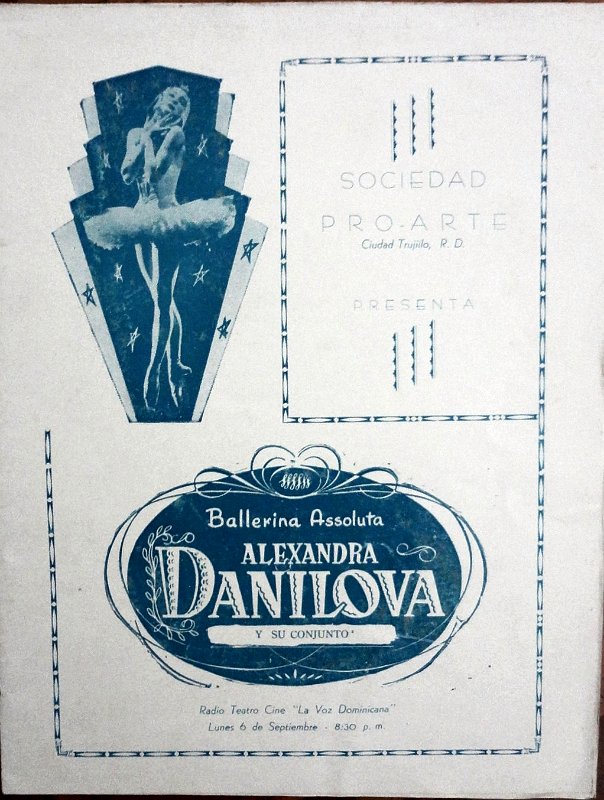 SOCIEDAD
PRO-ARTE
Ciudad Trujillo, R. D.
PRESENTA
Ballerina Assoluta
ALEXANDRA
DANILOVA
Y SU CONJUNTO
Radio Teatro Cine "La Voz Dominicana"
Lunes 6 de Septiembre - 8:30 p. m.